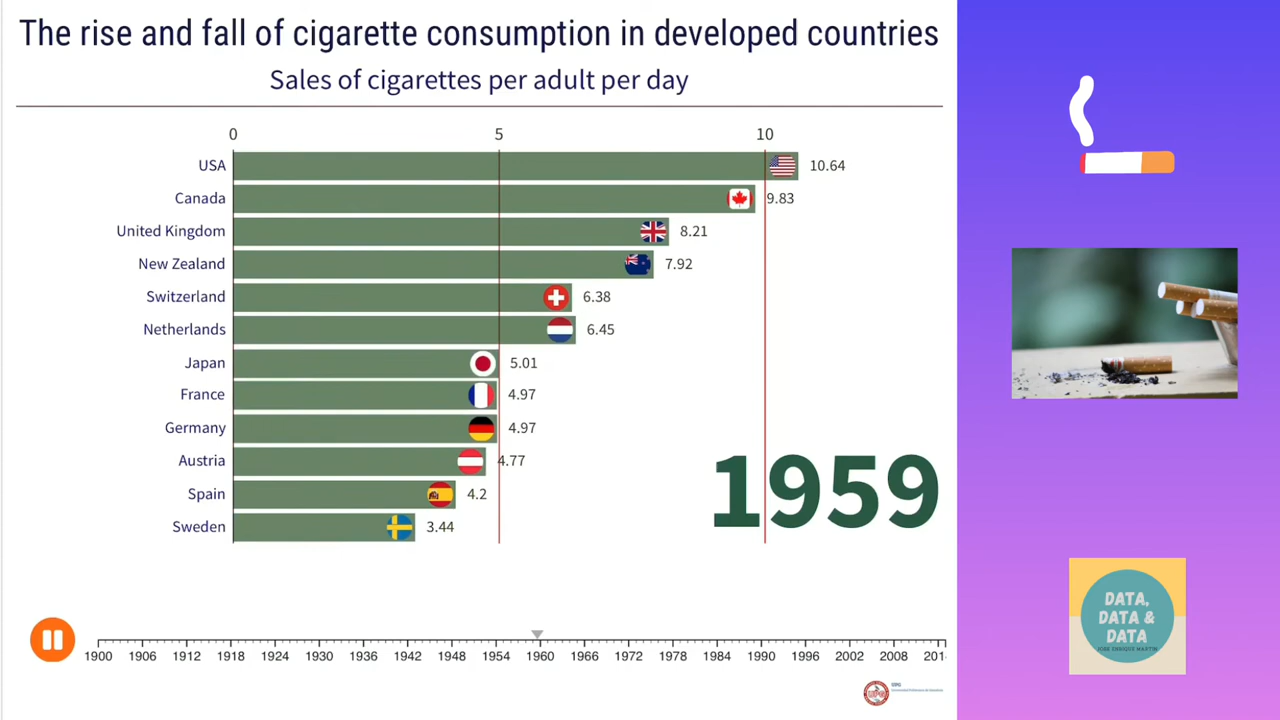 The rise and fall of cigarette consumption in developed countries
Sales of cigarettes per adult per day
0 5 10
USA 10.64
Canada 9.83
United Kingdom 8.21
New Zealand 7.92
Switzerland 6.38
Netherlands 6.45
Japan 5.01
France 4.97
Germany 4.97
Austria 4.77
Spain 4.2
Sweden 3.44
1959
1900 1906 1912 1918 1924 1930 1936 1942 1948 1954 1960 1966 1972 1978 1984 1990 1996 2002 2008 201
DATA,
DATA &
DATA
JOSE ENRIQUE MARTIN